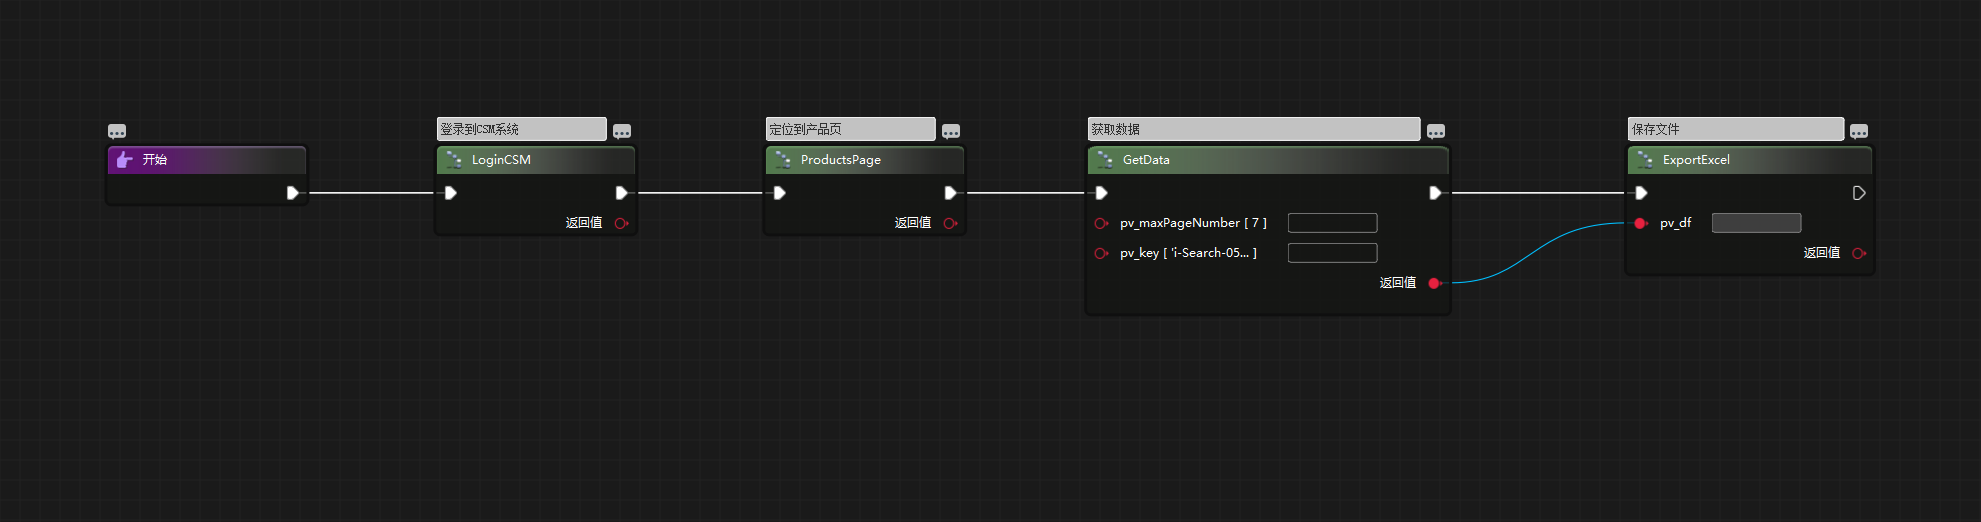 开始
登录到CSM系统
LoginCSM
返回值
定位到产品页
ProductsPage
返回值
获取数据
GetData
pv_maxPageNumber [ 7 ]
pv_key [ 'i-Search-05... ]
返回值
保存文件
ExportExcel
pv_df
返回值